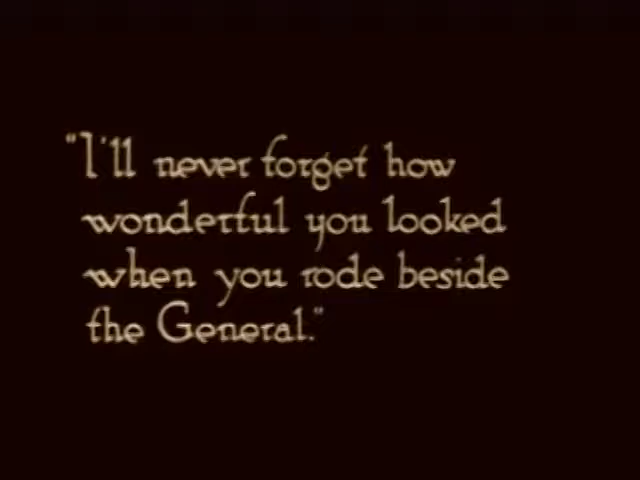 "I'll never forget how
wonderful you looked
when you rode beside
the General."